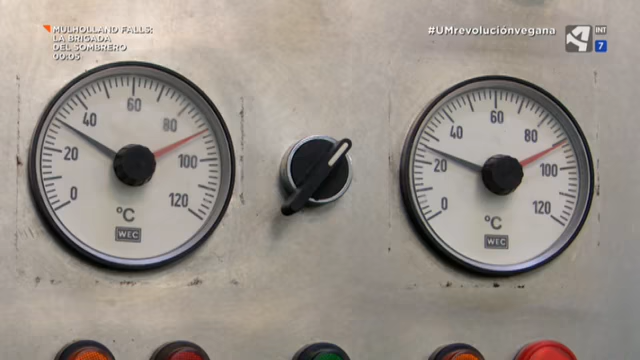 MULHOLLAND FALLS:
LA BRIGADA
DEL SOMBRERO
00:05
#UMrevoluciónvegana
INT
7
0 20 40 60 80 100 120
°C
WEC
0 20 40 60 80 100 120
°C
WEC